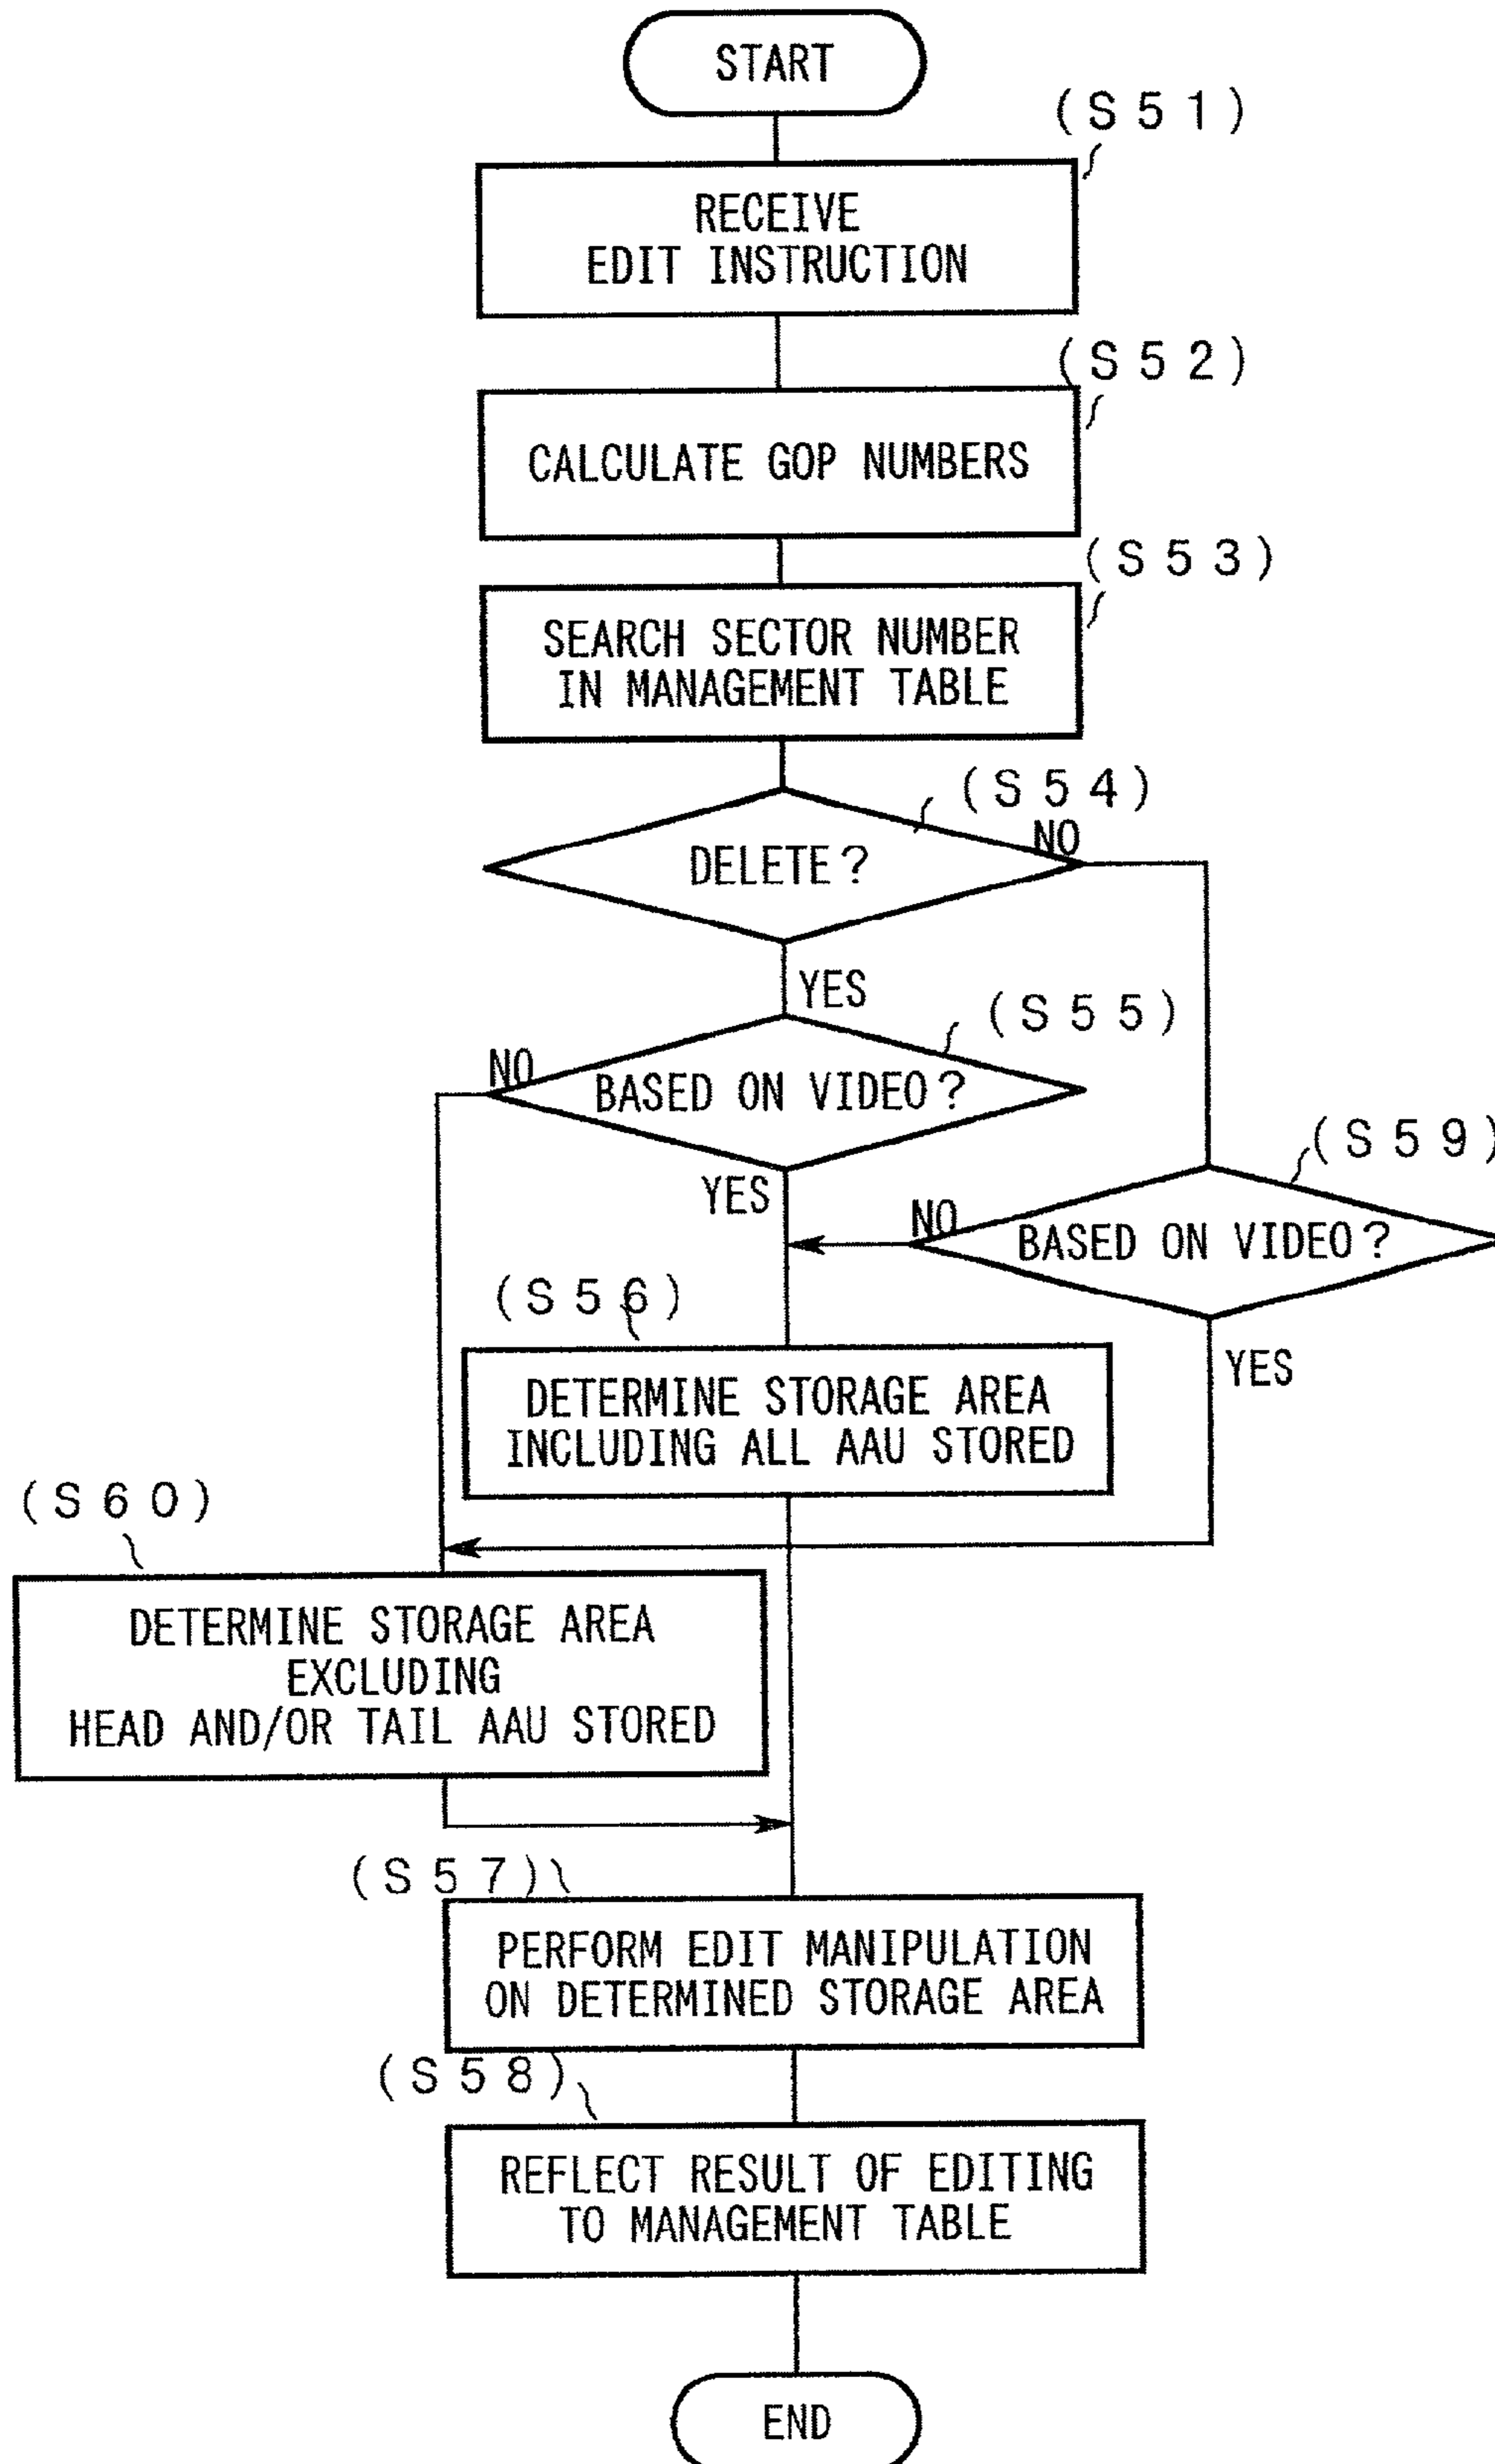 START
(S51)
RECEIVE
EDIT INSTRUCTION
(S52)
CALCULATE GOP NUMBERS
(S53)
SEARCH SECTOR NUMBER
IN MANAGEMENT TABLE
(S54)
NO
DELETE?
YES
(S55)
NO
BASED ON VIDEO?
YES
(S59)
NO
BASED ON VIDEO?
YES
(S56)
DETERMINE STORAGE AREA
INCLUDING ALL AAU STORED
(S60)
DETERMINE STORAGE AREA
EXCLUDING
HEAD AND/OR TAIL AAU STORED
(S57)
PERFORM EDIT MANIPULATION
ON DETERMINED STORAGE AREA
(S58)
REFLECT RESULT OF EDITING
TO MANAGEMENT TABLE
END